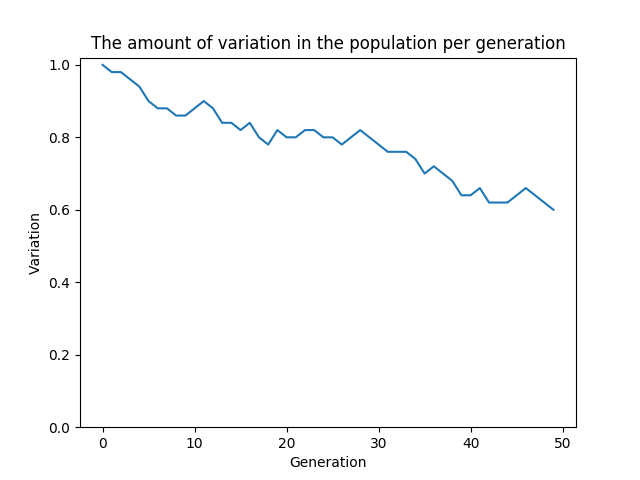 The amount of variation in the population per generation
1.0
0.8
0.6
0.4
0.2
0.0
Variation
0 10 20 30 40 50
Generation